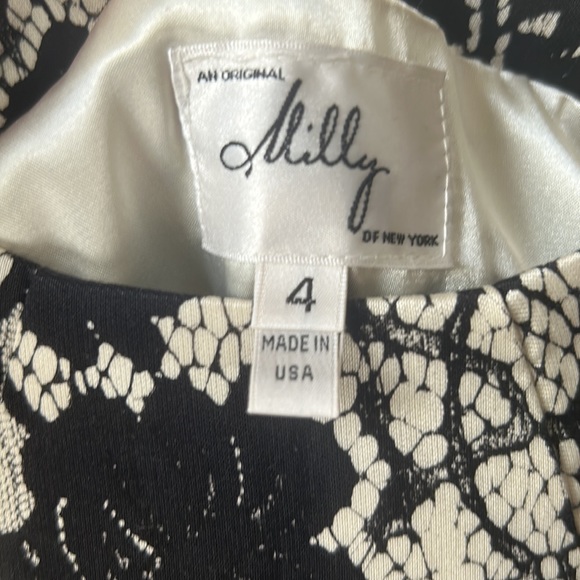 AN ORIGINAL
Milly
OF NEW YORK
4
MADE IN
USA